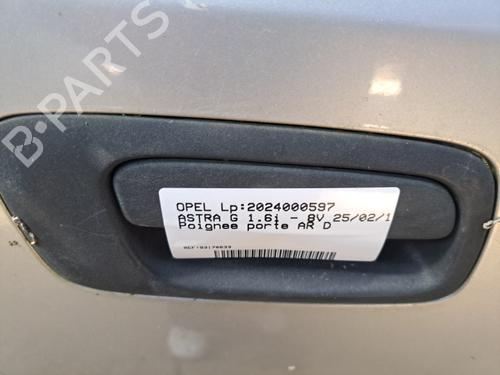 B-PARTS
OPEL Lp:2024000597
ASTRA G 1.6i - 8V 25/02/1
Poignee porte AR D